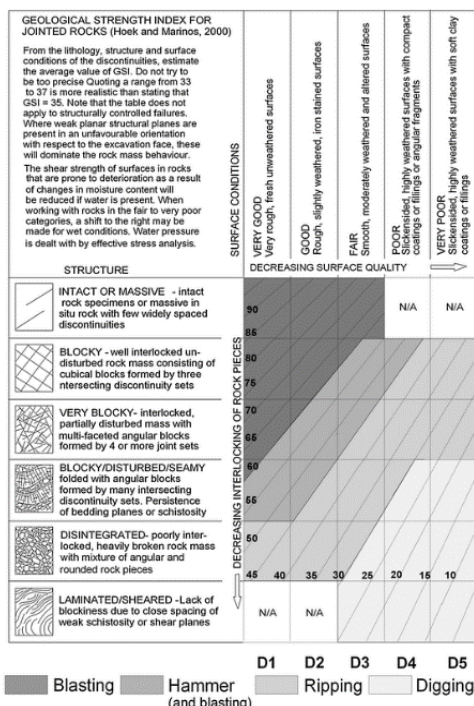 GEOLOGICAL STRENGTH INDEX FOR
JOINTED ROCKS (Hoek and Marinos, 2000)
From the lithology, structure and surface
conditions of the discontinuities, estimate
the average value of GSI. Do not try to
be too precise Quoting a range from 33
to 37 is more realistic than stating that
GSI = 35. Note that the table does not
apply to structurally controlled failures.
Where weak planar structural planes are
present in an unfavourable orientation
with respect to the excavation face, these
will dominate the rock mass behaviour.
The shear strength of surfaces in rocks
that are prone to deterioration as a result
of changes in moisture content will
be reduced if water is present. When
working with rocks in the fair to very poor
categories, a shift to the right may be
made for wet conditions. Water pressure
is dealt with by effective stress analysis.
SURFACE CONDITIONS
VERY GOOD
Very rough, fresh unweathered surfaces
GOOD
Rough, slightly weathered, iron stained surfaces
FAIR
Smooth, moderately weathered and altered surfaces
POOR
Slickensided, highly weathered surfaces with compact
coatings or fillings or angular fragments
VERY POOR
Slickensided, highly weathered surfaces with soft clay
coatings or fillings
STRUCTURE
DECREASING SURFACE QUALITY
DECREASING INTERLOCKING OF ROCK PIECES
INTACT OR MASSIVE - intact
rock specimens or massive in
situ rock with few widely spaced
discontinuities
BLOCKY - well interlocked un-
disturbed rock mass consisting of
cubical blocks formed by three
ntersecting discontinuity sets
VERY BLOCKY- interlocked,
partially disturbed mass with
multi-faceted angular blocks
formed by 4 or more joint sets
BLOCKY/DISTURBED/SEAMY
folded with angular blocks
formed by many intersecting
discontinuity sets. Persistence
of bedding planes or schistosity
DISINTEGRATED- poorly inter-
locked, heavily broken rock mass
with mixture of angular and
rounded rock pieces
LAMINATED/SHEARED - Lack of
blockiness due to close spacing of
weak schistosity or shear planes
90
N/A N/A
85
80
75
70
65
60
55
50
45 40 35 30 25 20 15 10
N/A N/A
N/A
D1 D2 D3 D4 D5
Blasting Hammer Ripping Digging
(and blasting)